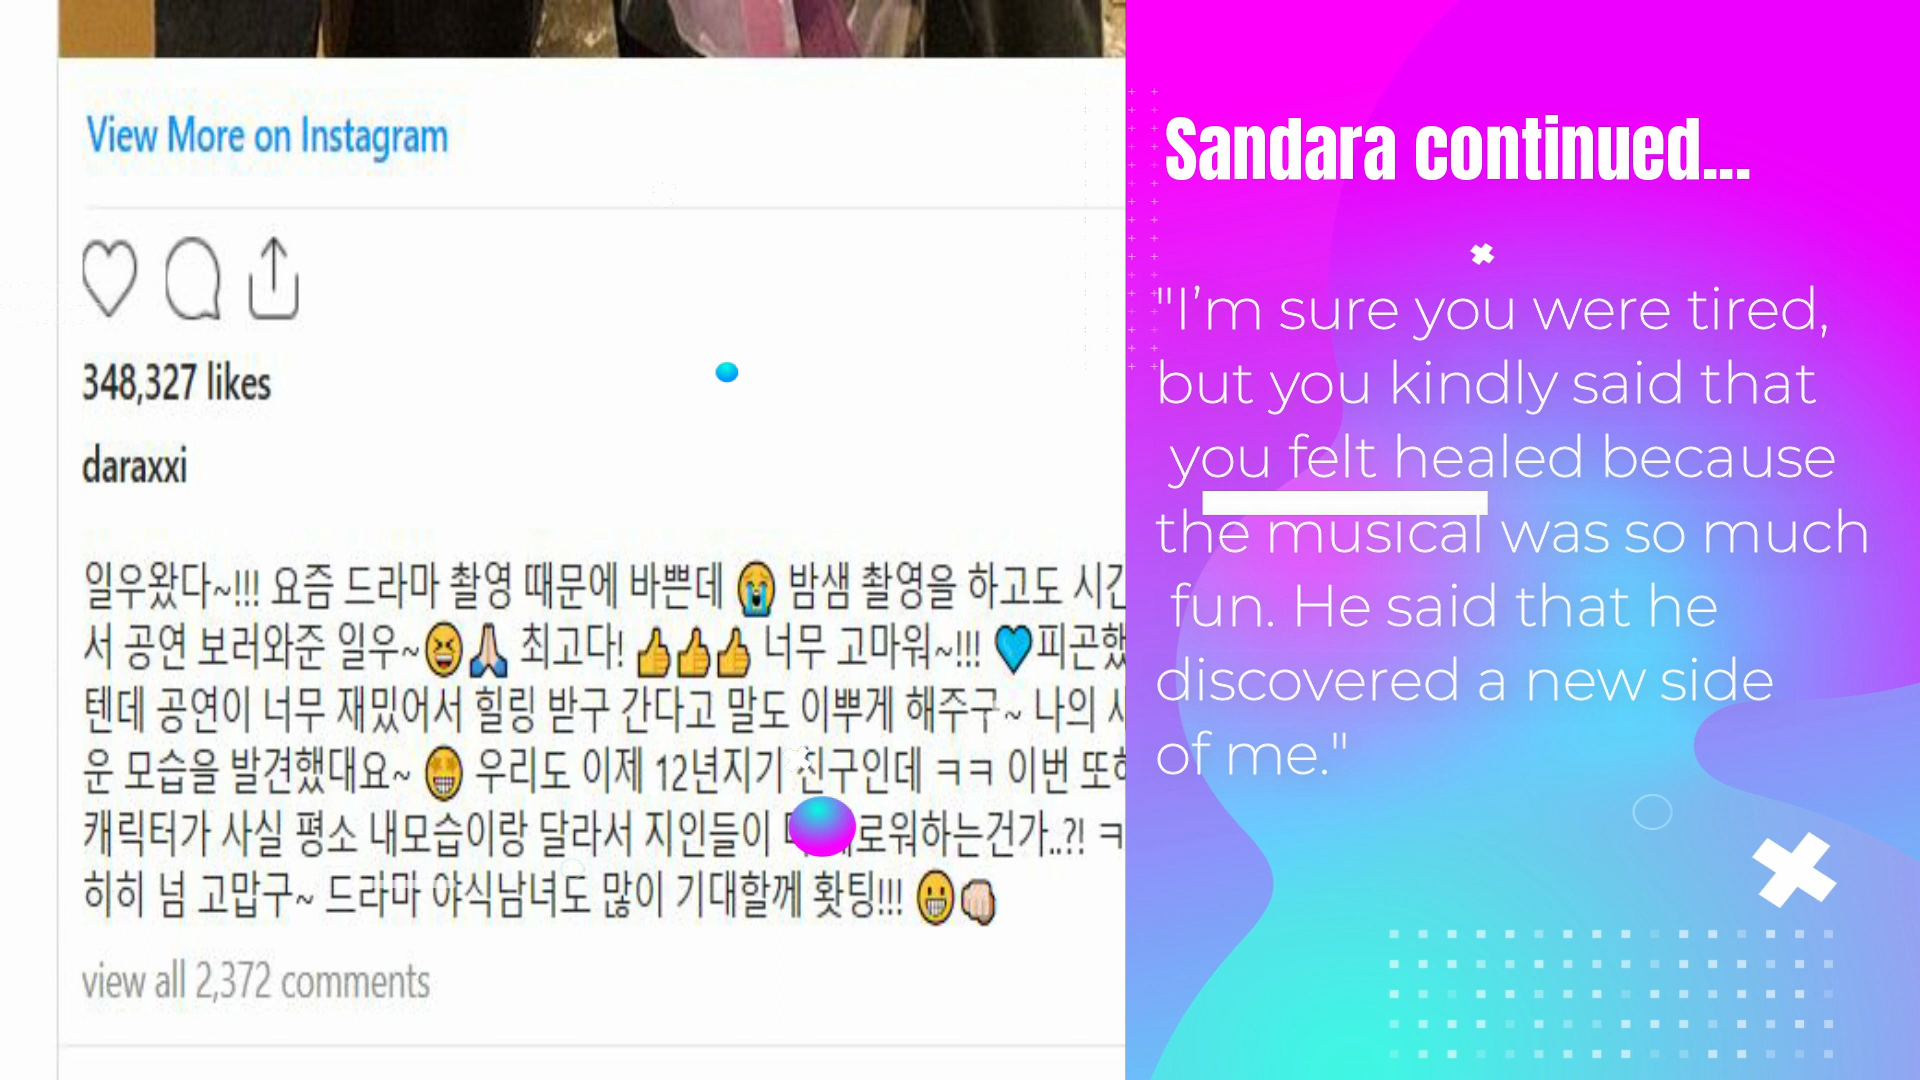 View More on Instagram
348,327 likes
daraxxi
일우왔다~!!! 요즘 드라마 촬영 때문에 바쁜데 😭 밤샘 촬영을 하고도
서 공연 보러와준 일우~😆🙏🏻 최고다! 👍👍👍 너무 고마워~!!! 💙피곤했
텐데 공연이 너무 재밌어서 힐링 받구 간다고 말도 이쁘게 해주구~ 나의
운 모습을 발견했대요~ 🤩 우리도 이제 12년지기 친구인데 ㅋㅋ 이번
캐릭터가 사실 평소 내모습이랑 달라서 지인들이 로워하는건가..?! ㅋ
히히 넘 고맙구~ 드라마 야식남녀도 많이 기대할께 홧팅!!! 😀👊🏻
view all 2,372 comments
Sandara continued...
"I'm sure you were tired,
but you kindly said that
you felt healed because
the musical was so much
fun. He said that he
discovered a new side
of me."